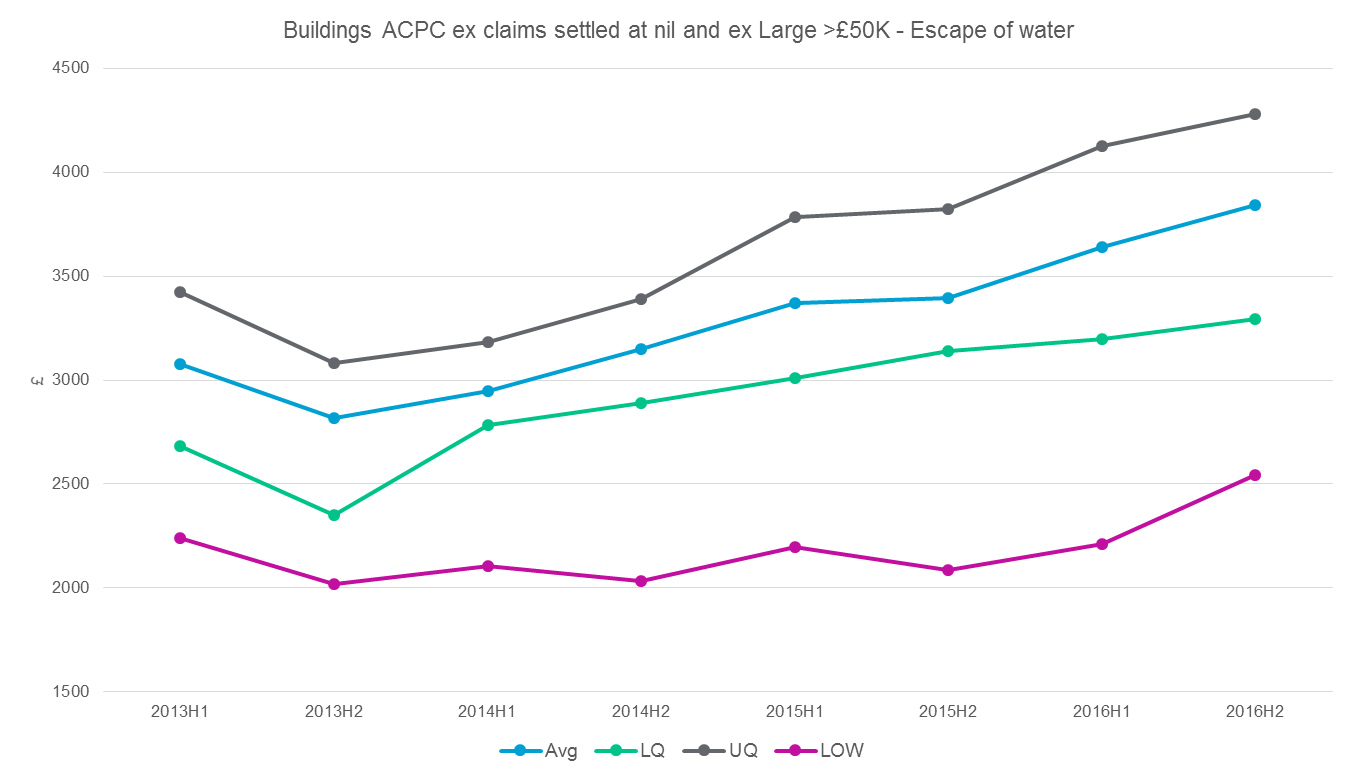 Buildings ACPC ex claims settled at nil and ex Large >£50K - Escape of water
4500
4000
3500
3000
2500
2000
1500
£
2013H1 2013H2 2014H1 2014H2 2015H1 2015H2 2016H1 2016H2
Avg LQ UQ LOW